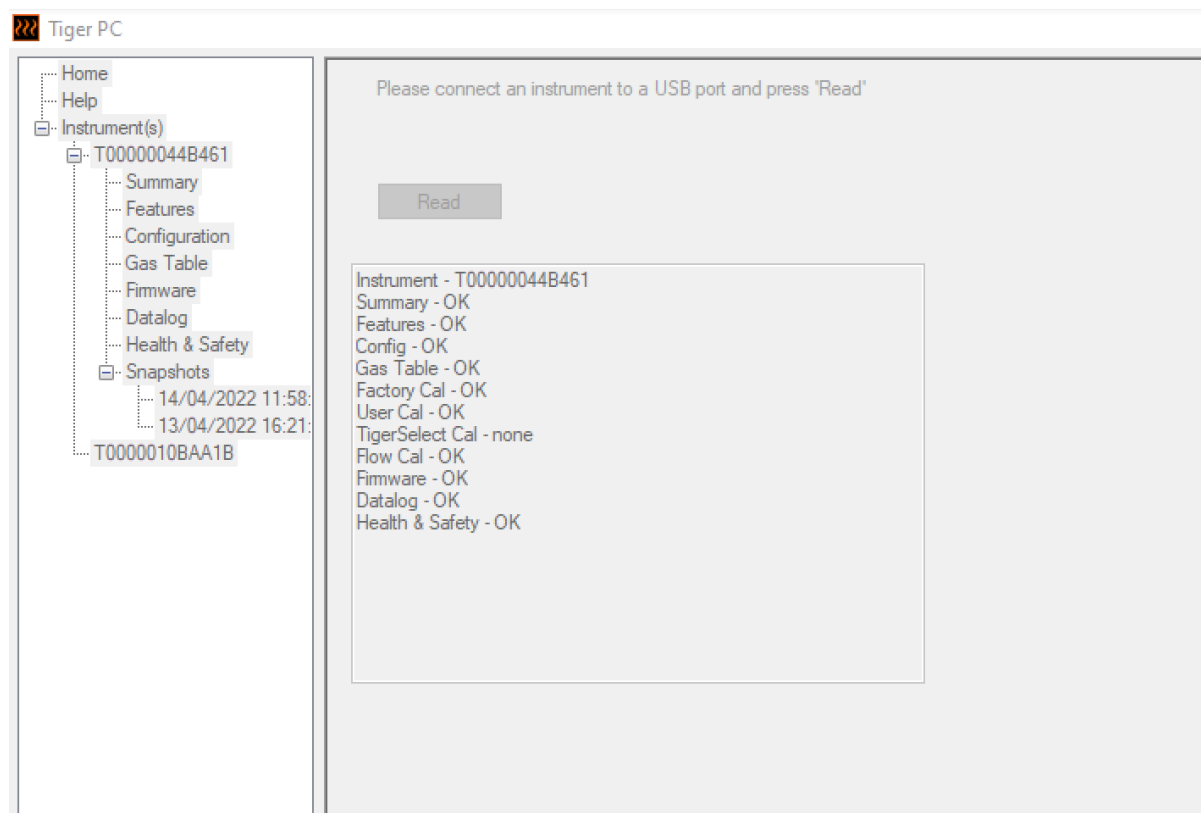 Tiger PC
Home
Help
Instrument(s)
T00000044B461
Summary
Features
Configuration
Gas Table
Firmware
Datalog
Health & Safety
Snapshots
14/04/2022 11:58:
13/04/2022 16:21:
T0000010BAA1B
Please connect an instrument to a USB port and press 'Read'
Read
Instrument - T00000044B461
Summary - OK
Features - OK
Config - OK
Gas Table - OK
Factory Cal - OK
User Cal - OK
TigerSelect Cal - none
Flow Cal - OK
Firmware - OK
Datalog - OK
Health & Safety - OK